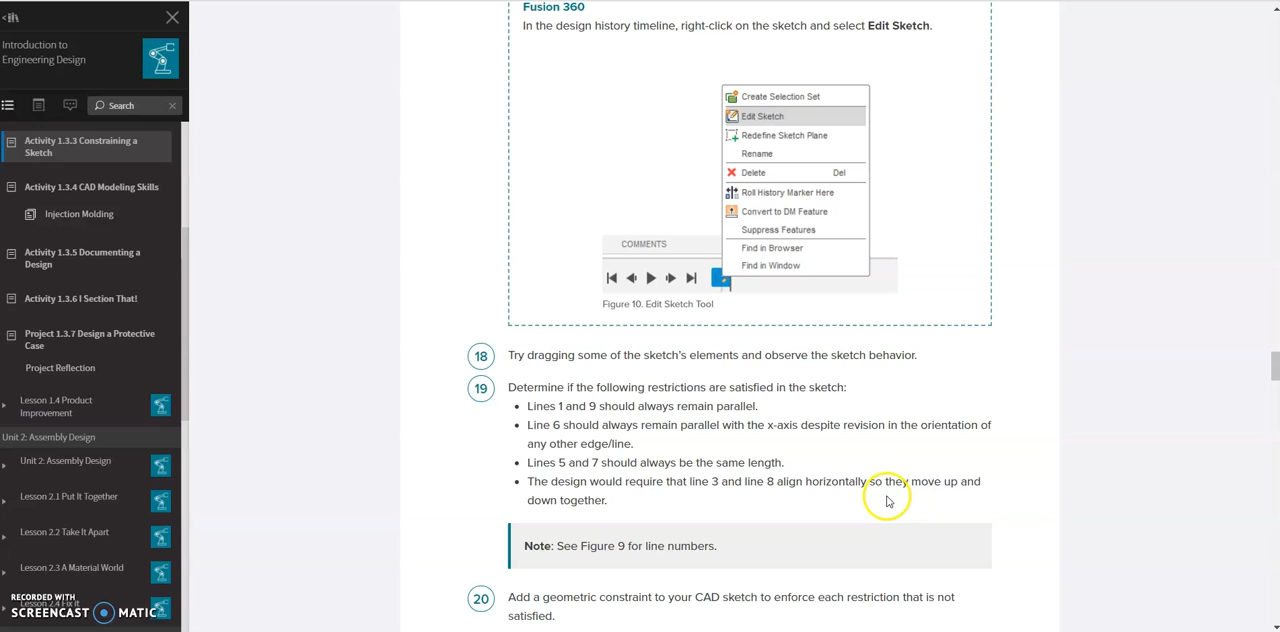 Introduction to
Engineering Design
Search
Activity 1.3.3 Constraining a
Sketch
Activity 1.3.4 CAD Modeling Skills
Injection Molding
Activity 1.3.5 Documenting a
Design
Activity 1.3.6 I Section That!
Project 1.3.7 Design a Protective
Case
Project Reflection
Lesson 1.4 Product
Improvement
Unit 2: Assembly Design
Unit 2: Assembly Design
Lesson 2.1 Put It Together
Lesson 2.2 Take It Apart
Lesson 2.3 A Material World
Lesson 2.4 Fix It
RECORDED WITH
SCREENCAST MATIC
Fusion 360
In the design history timeline, right-click on the sketch and select Edit Sketch.
Create Selection Set
Edit Sketch
Redefine Sketch Plane
Rename
Delete Del
Roll History Marker Here
Convert to DM Feature
Suppress Features
Find in Browser
Find in Window
COMMENTS
Figure 10. Edit Sketch Tool
18 Try dragging some of the sketch's elements and observe the sketch behavior.
19 Determine if the following restrictions are satisfied in the sketch:
• Lines 1 and 9 should always remain parallel.
• Line 6 should always remain parallel with the x-axis despite revision in the orientation of
any other edge/line.
• Lines 5 and 7 should always be the same length.
• The design would require that line 3 and line 8 align horizontally so they move up and
down together.
Note: See Figure 9 for line numbers.
20 Add a geometric constraint to your CAD sketch to enforce each restriction that is not
satisfied.